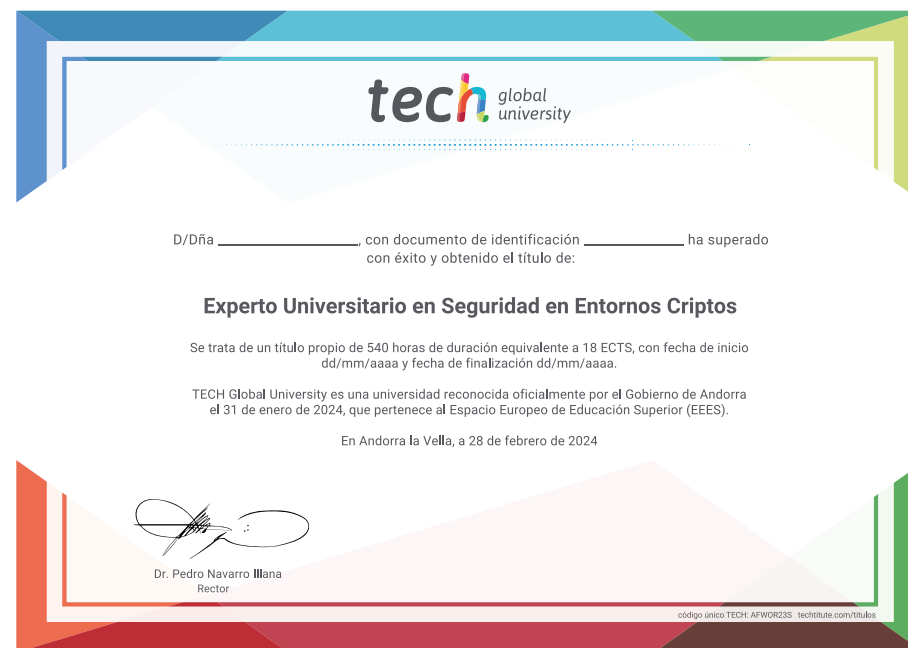 tech global
university
D/Dña ____________, con documento de identificación ____________ ha superado
con éxito y obtenido el título de:
Experto Universitario en Seguridad en Entornos Criptos
Se trata de un título propio de 540 horas de duración equivalente a 18 ECTS, con fecha de inicio
dd/mm/aaaa y fecha de finalización dd/mm/aaaa.
TECH Global University es una universidad reconocida oficialmente por el Gobierno de Andorra
el 31 de enero de 2024, que pertenece al Espacio Europeo de Educación Superior (EEES).
En Andorra la Vella, a 28 de febrero de 2024
Dr. Pedro Navarro Illana
Rector
código único TECH: AFWOR23S techtitute.com/titulos